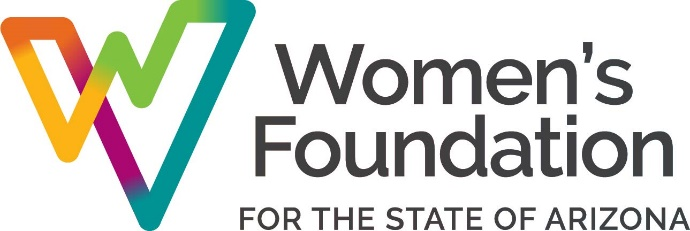 Women's
Foundation
FOR THE STATE OF ARIZONA